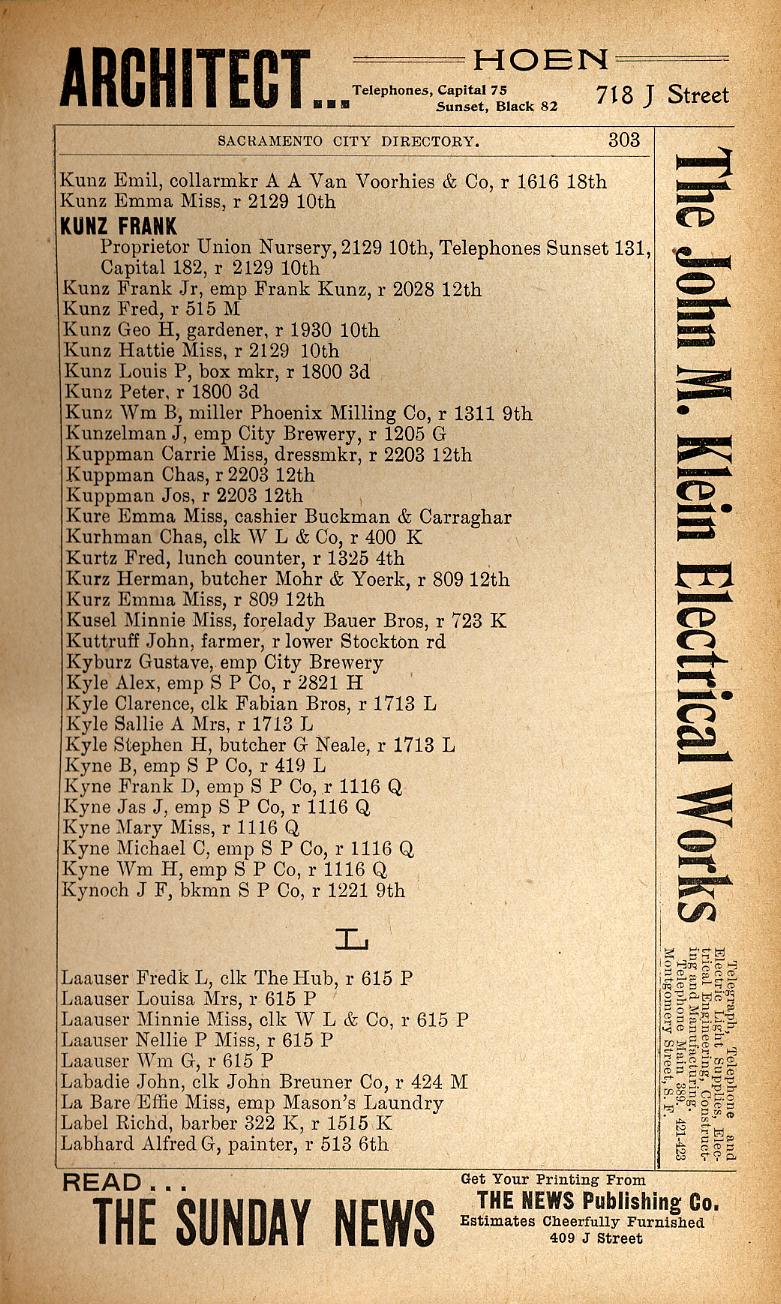 ARCHITECT...
HOEN
Telephones, Capital 75
Sunset, Black 82
718 J Street
SACRAMENTO CITY DIRECTORY. 303
Kunz Emil, collarmkr A A Van Voorhies & Co, r 1616 18th
Kunz Emma Miss, r 2129 10th
KUNZ FRANK
Proprietor Union Nursery, 2129 10th, Telephones Sunset 131,
Capital 182, r 2129 10th
Kunz Frank Jr, emp Frank Kunz, r 2028 12th
Kunz Fred, r 515 M
Kunz Geo H, gardener, r 1930 10th
Kunz Hattie Miss, r 2129 10th
Kunz Louis P, box mkr, r 1800 3d
Kunz Peter, r 1800 3d
Kunz Wm B, miller Phoenix Milling Co, r 1311 9th
Kunzelman J, emp City Brewery, r 1205 G
Kuppman Carrie Miss, dressmkr, r 2203 12th
Kuppman Chas, r 2203 12th
Kuppman Jos, r 2203 12th
Kure Emma Miss, cashier Buckman & Carraghar
Kurhman Chas, clk W L & Co, r 400 K
Kurtz Fred, lunch counter, r 1325 4th
Kurz Herman, butcher Mohr & Yoerk, r 809 12th
Kurz Emma Miss, r 809 12th
Kusel Minnie Miss, forelady Bauer Bros, r 723 K
Kuttruff John, farmer, r lower Stockton rd
Kyburz Gustave, emp City Brewery
Kyle Alex, emp S P Co, r 2821 H
Kyle Clarence, clk Fabian Bros, r 1713 L
Kyle Sallie A Mrs, r 1713 L
Kyle Stephen H, butcher G Neale, r 1713 L
Kyne B, emp S P Co, r 419 L
Kyne Frank D, emp S P Co, r 1116 Q
Kyne Jas J, emp S P Co, r 1116 Q
Kyne Mary Miss, r 1116 Q
Kyne Michael C, emp S P Co, r 1116 Q
Kyne Wm H, emp S P Co, r 1116 Q
Kynoch J F, bkmn S P Co, r 1221 9th
L
Laauser Fredk L, clk The Hub, r 615 P
Laauser Louisa Mrs, r 615 P
Laauser Minnie Miss, clk W L & Co, r 615 P
Laauser Nellie P Miss, r 615 P
Laauser Wm G, r 615 P
Labadie John, clk John Breuner Co, r 424 M
La Bare Effie Miss, emp Mason's Laundry
Label Richd, barber 322 K, r 1515 K
Labhard Alfred G, painter, r 513 6th
The John M. Klein Electrical Works
Telegraph, Telephone and
Electric Light Supplies, Elec-
trical Engineering, Construct-
ing and Manufacturing.
Telephone Main 389. 421-423
Montgomery Street, S. F.
READ...
THE SUNDAY NEWS
Get Your Printing From
THE NEWS Publishing Co.
Estimates Cheerfully Furnished
409 J Street